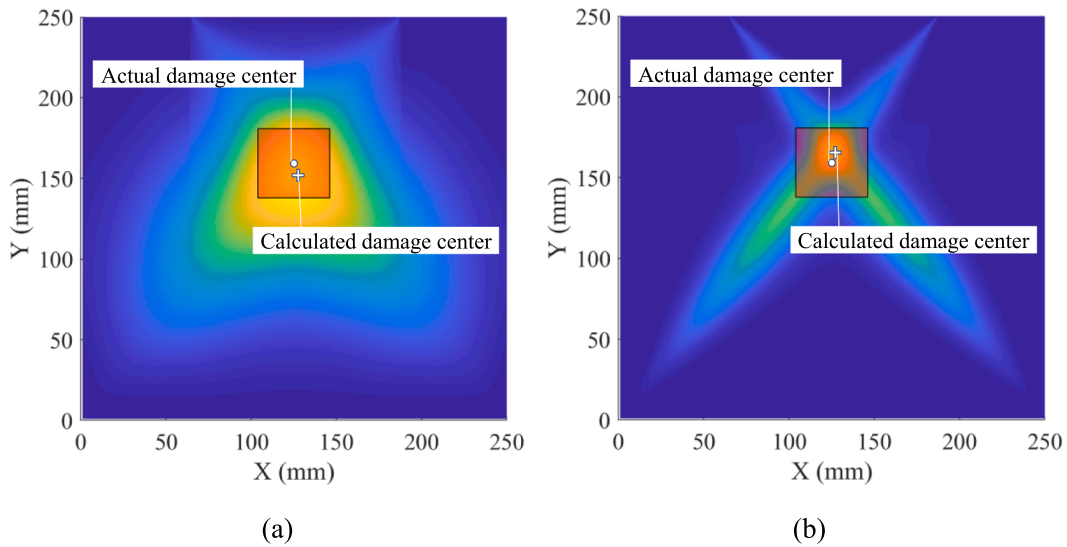 250
200
150
100
50
0
Y (mm)
Actual damage center
Calculated damage center
0 50 100 150 200 250
X (mm)
(a)
250
200
150
100
50
0
Y (mm)
Actual damage center
Calculated damage center
0 50 100 150 200 250
X (mm)
(b)